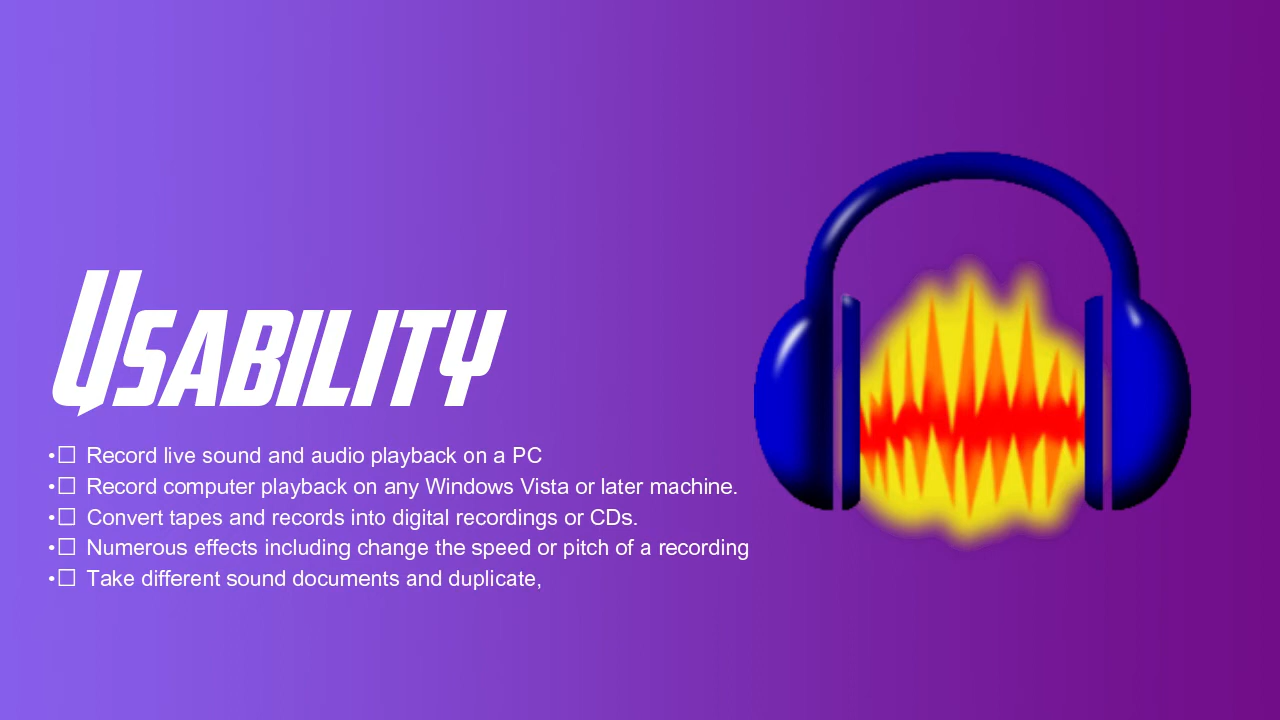 Usability
•☐ Record live sound and audio playback on a PC
•☐ Record computer playback on any Windows Vista or later machine.
•☐ Convert tapes and records into digital recordings or CDs.
•☐ Numerous effects including change the speed or pitch of a recording
•☐ Take different sound documents and duplicate,